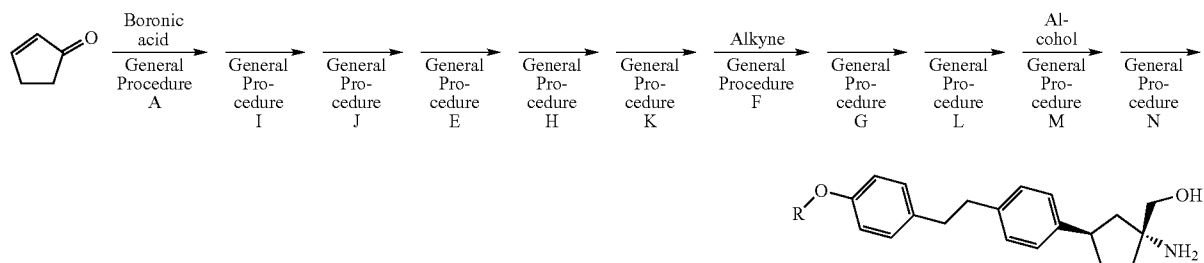 O
Boronic
acid
General
Procedure
A
General
Pro-
cedure
I
General
Pro-
cedure
J
General
Pro-
cedure
E
General
Pro-
cedure
H
General
Pro-
cedure
K
Alkyne
General
Procedure
F
General
Pro-
cedure
G
General
Pro-
cedure
L
Al-
cohol
General
Pro-
cedure
M
General
Pro-
cedure
N
O
R
OH
NH2